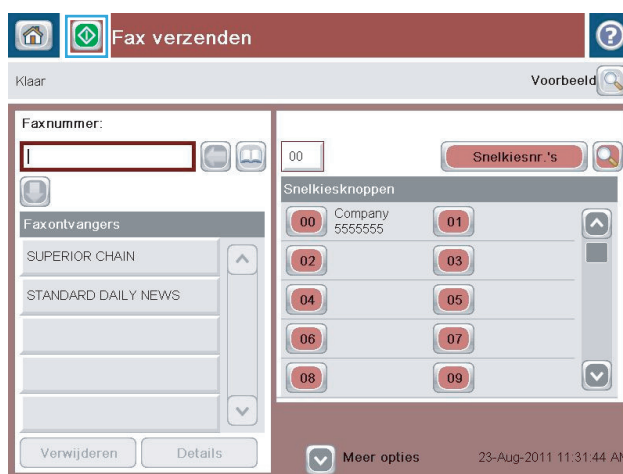 Fax verzenden
Klaar
Voorbeeld
Faxnummer:
00
Snelkiesnr.'s
Snelkiesknoppen
Faxontvangers
SUPERIOR CHAIN
STANDARD DAILY NEWS
00 Company 5555555
01
02
03
04
05
06
07
08
09
Verwijderen
Details
Meer opties
23-Aug-2011 11:31:44 AM